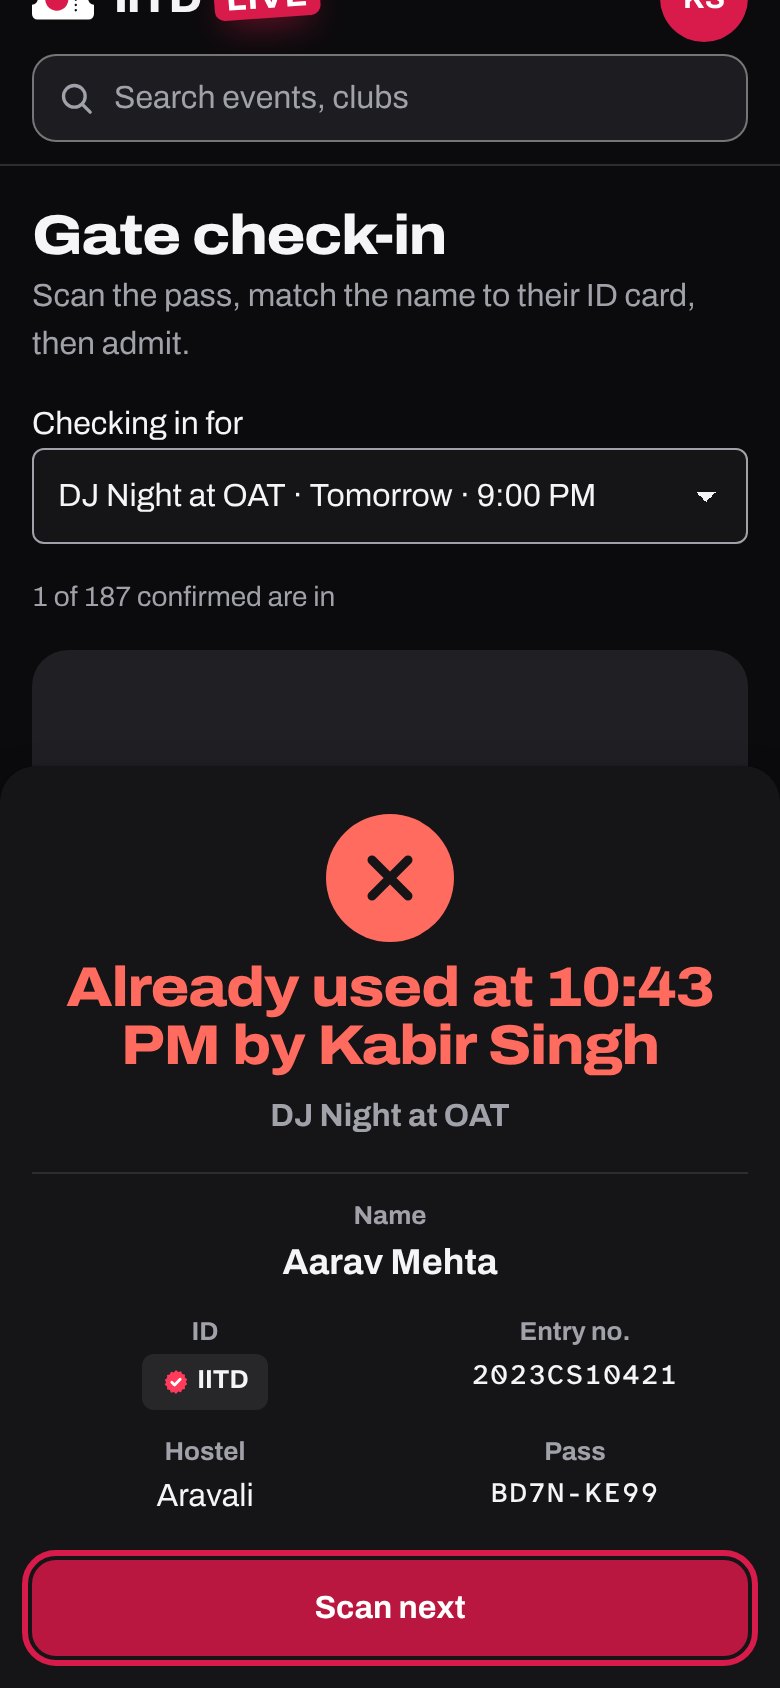 IITD LIVE
KS
Search events, clubs
Gate check-in
Scan the pass, match the name to their ID card,
then admit.
Checking in for
DJ Night at OAT · Tomorrow · 9:00 PM
1 of 187 confirmed are in
Already used at 10:43
PM by Kabir Singh
DJ Night at OAT
Name
Aarav Mehta
ID
Entry no.
IITD
2023CS10421
Hostel
Pass
Aravali
BD7N-KE99
Scan next